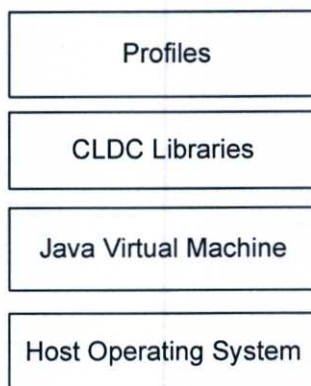 Profiles
CLDC Libraries
Java Virtual Machine
Host Operating System